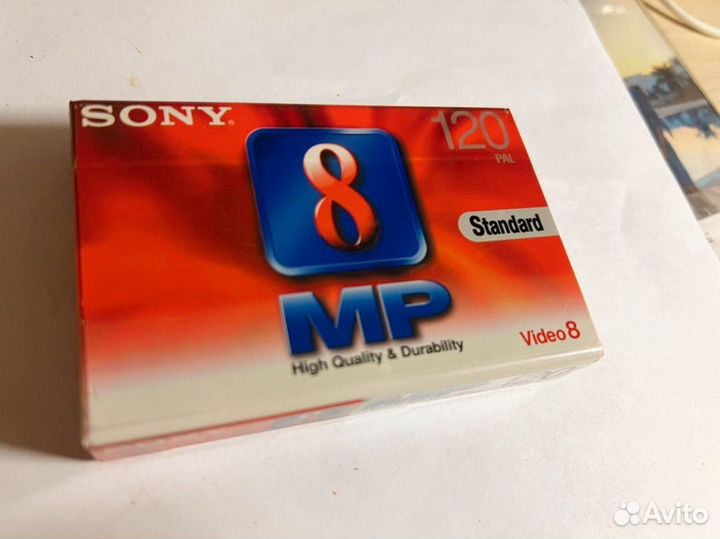 SONY
120
PAL
8
Standard
MP
High Quality & Durability
Video 8
Avito